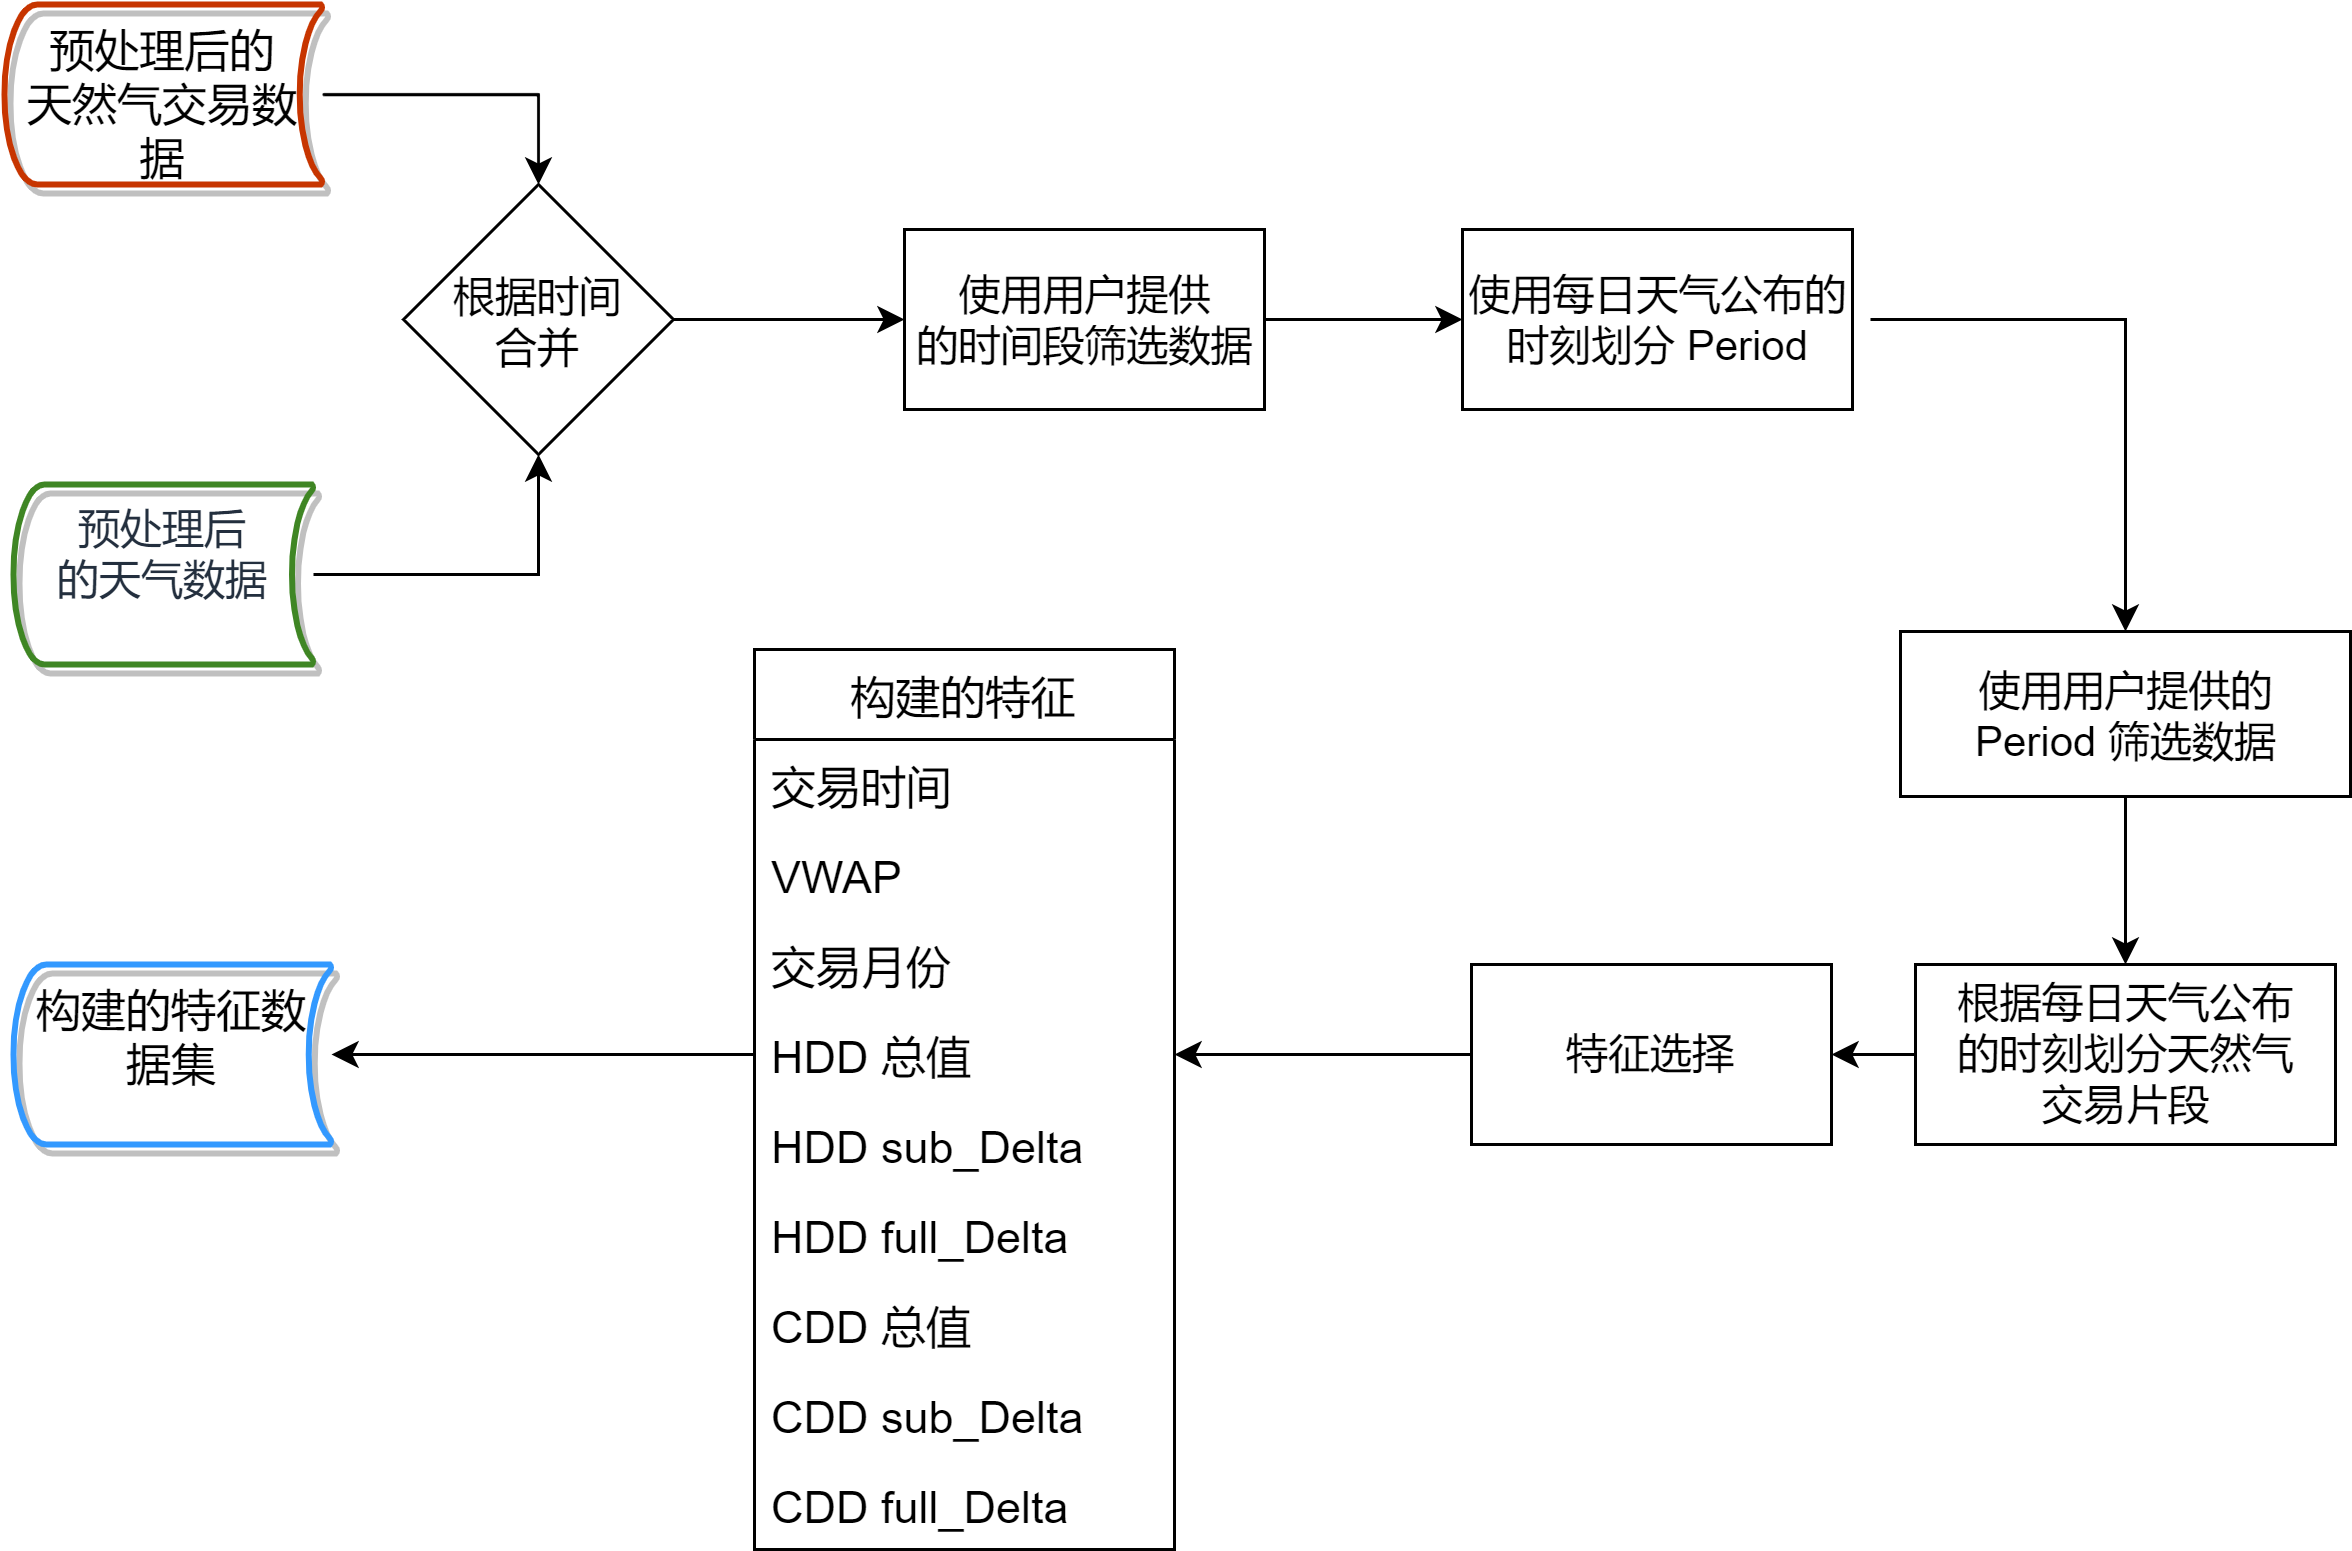 预处理后的
天然气交易数
据
根据时间
合并
使用用户提供
的时间段筛选数据
使用每日天气公布的
时刻划分 Period
预处理后
的天气数据
使用用户提供的
Period 筛选数据
根据每日天气公布
的时刻划分天然气
交易片段
特征选择
构建的特征
交易时间
VWAP
交易月份
HDD 总值
HDD sub_Delta
HDD full_Delta
CDD 总值
CDD sub_Delta
CDD full_Delta
构建的特征数
据集